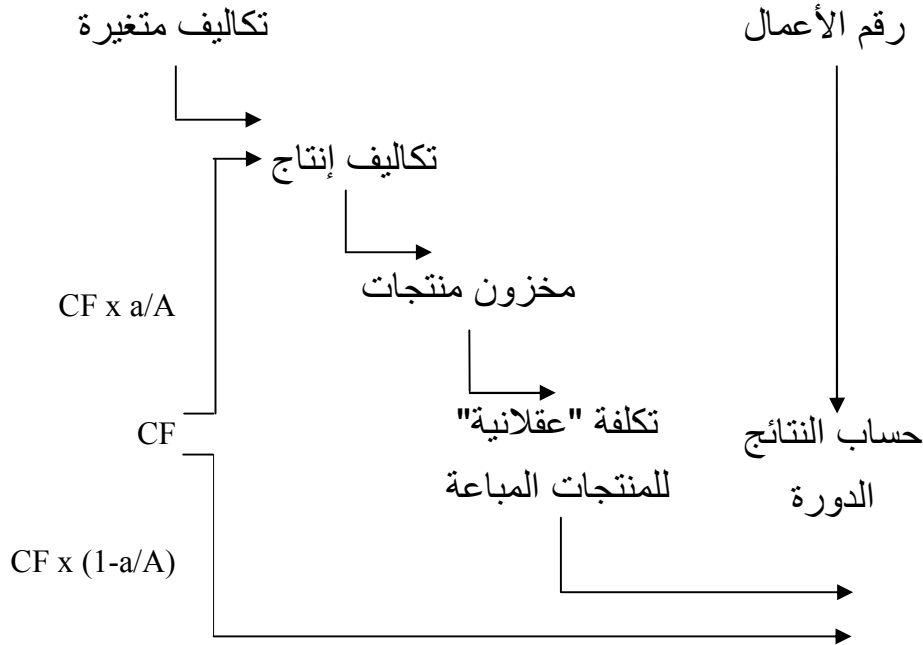 رقم الأعمال
تكاليف متغيرة
تكاليف إنتاج
مخزون منتجات
CF x a/A
تكلفة "عقلانية"
للمنتجات المباعة
حساب النتائج
الدورة
CF
CF x (1-a/A)